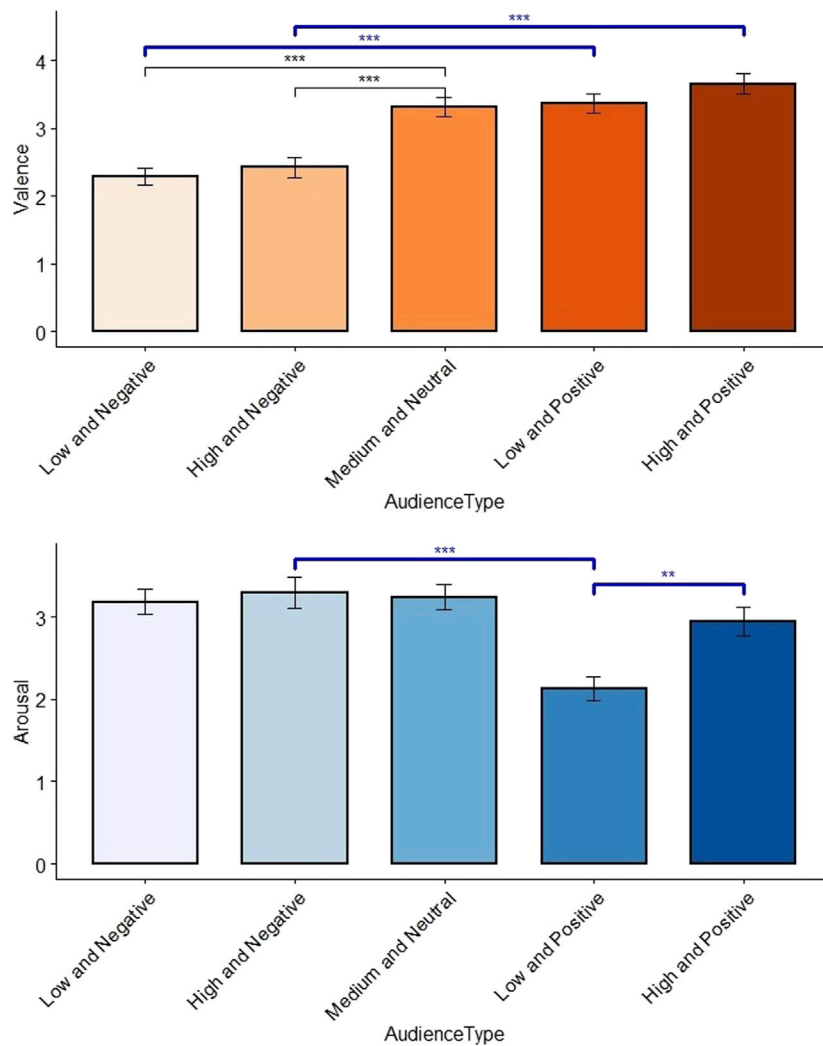 ***
***
***
***
4
3
2
1
0
Valence
Low and Negative
High and Negative
Medium and Neutral
Low and Positive
High and Positive
AudienceType
***
**
3
2
1
0
Arousal
Low and Negative
High and Negative
Medium and Neutral
Low and Positive
High and Positive
AudienceType